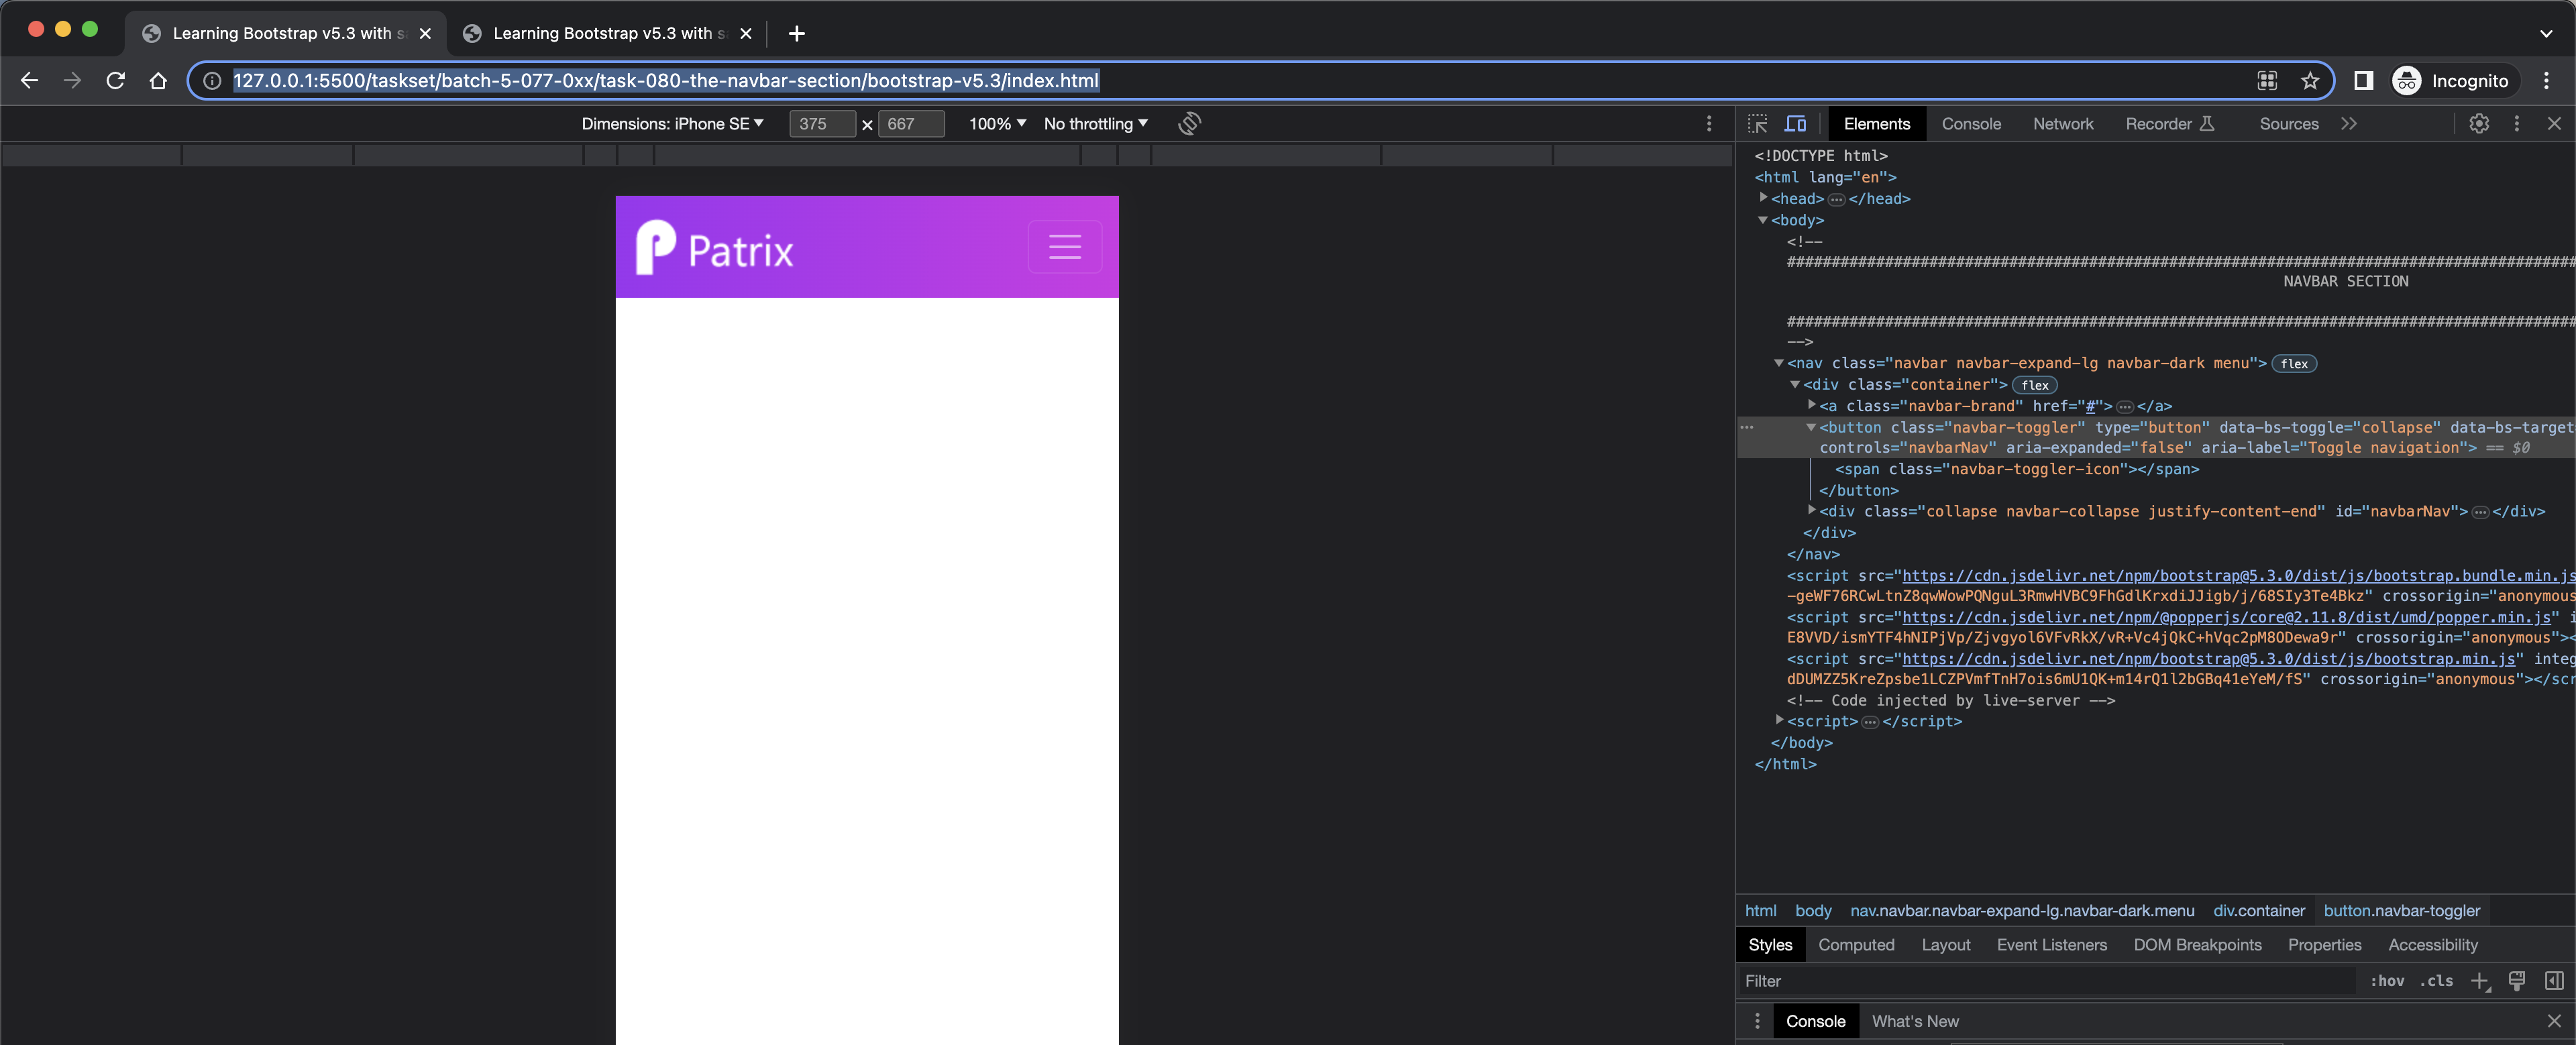 Learning Bootstrap v5.3 with s
Learning Bootstrap v5.3 with s
127.0.0.1:5500/taskset/batch-5-077-0xx/task-080-the-navbar-section/bootstrap-v5.3/index.html
Incognito
Dimensions: iPhone SE 375 × 667 100% No throttling
Patrix
Elements Console Network Recorder Sources
<!DOCTYPE html>
<html lang="en">
<head>…</head>
<body>
<!--
NAVBAR SECTION
-->
<nav class="navbar navbar-expand-lg navbar-dark menu"> flex
<div class="container"> flex
<a class="navbar-brand" href="#">…</a>
<button class="navbar-toggler" type="button" data-bs-toggle="collapse" data-bs-target
controls="navbarNav" aria-expanded="false" aria-label="Toggle navigation"> == $0
<span class="navbar-toggler-icon"></span>
</button>
<div class="collapse navbar-collapse justify-content-end" id="navbarNav">…</div>
</div>
</nav>
<script src="https://cdn.jsdelivr.net/npm/bootstrap@5.3.0/dist/js/bootstrap.bundle.min.js
-geWF76RCwLtnZ8qwWowPQNguL3RmwHVBC9FhGdlKrxdiJJigb/j/68SIy3Te4Bkz" crossorigin="anonymous
<script src="https://cdn.jsdelivr.net/npm/@popperjs/core@2.11.8/dist/umd/popper.min.js" i
E8VVD/ismYTF4hNIPjVp/Zjvgyol6VFvRkX/vR+Vc4jQkC+hVqc2pM8ODewa9r" crossorigin="anonymous"><
<script src="https://cdn.jsdelivr.net/npm/bootstrap@5.3.0/dist/js/bootstrap.min.js" integ
dDUMZZ5KreZpsbe1LCZPVmfTnH7ois6mU1QK+m14rQ1l2bGBq41eYeM/fS" crossorigin="anonymous"></scr
<!-- Code injected by live-server -->
<script>…</script>
</body>
</html>
html body nav.navbar.navbar-expand-lg.navbar-dark.menu div.container button.navbar-toggler
Styles Computed Layout Event Listeners DOM Breakpoints Properties Accessibility
Filter :hov .cls
Console What's New